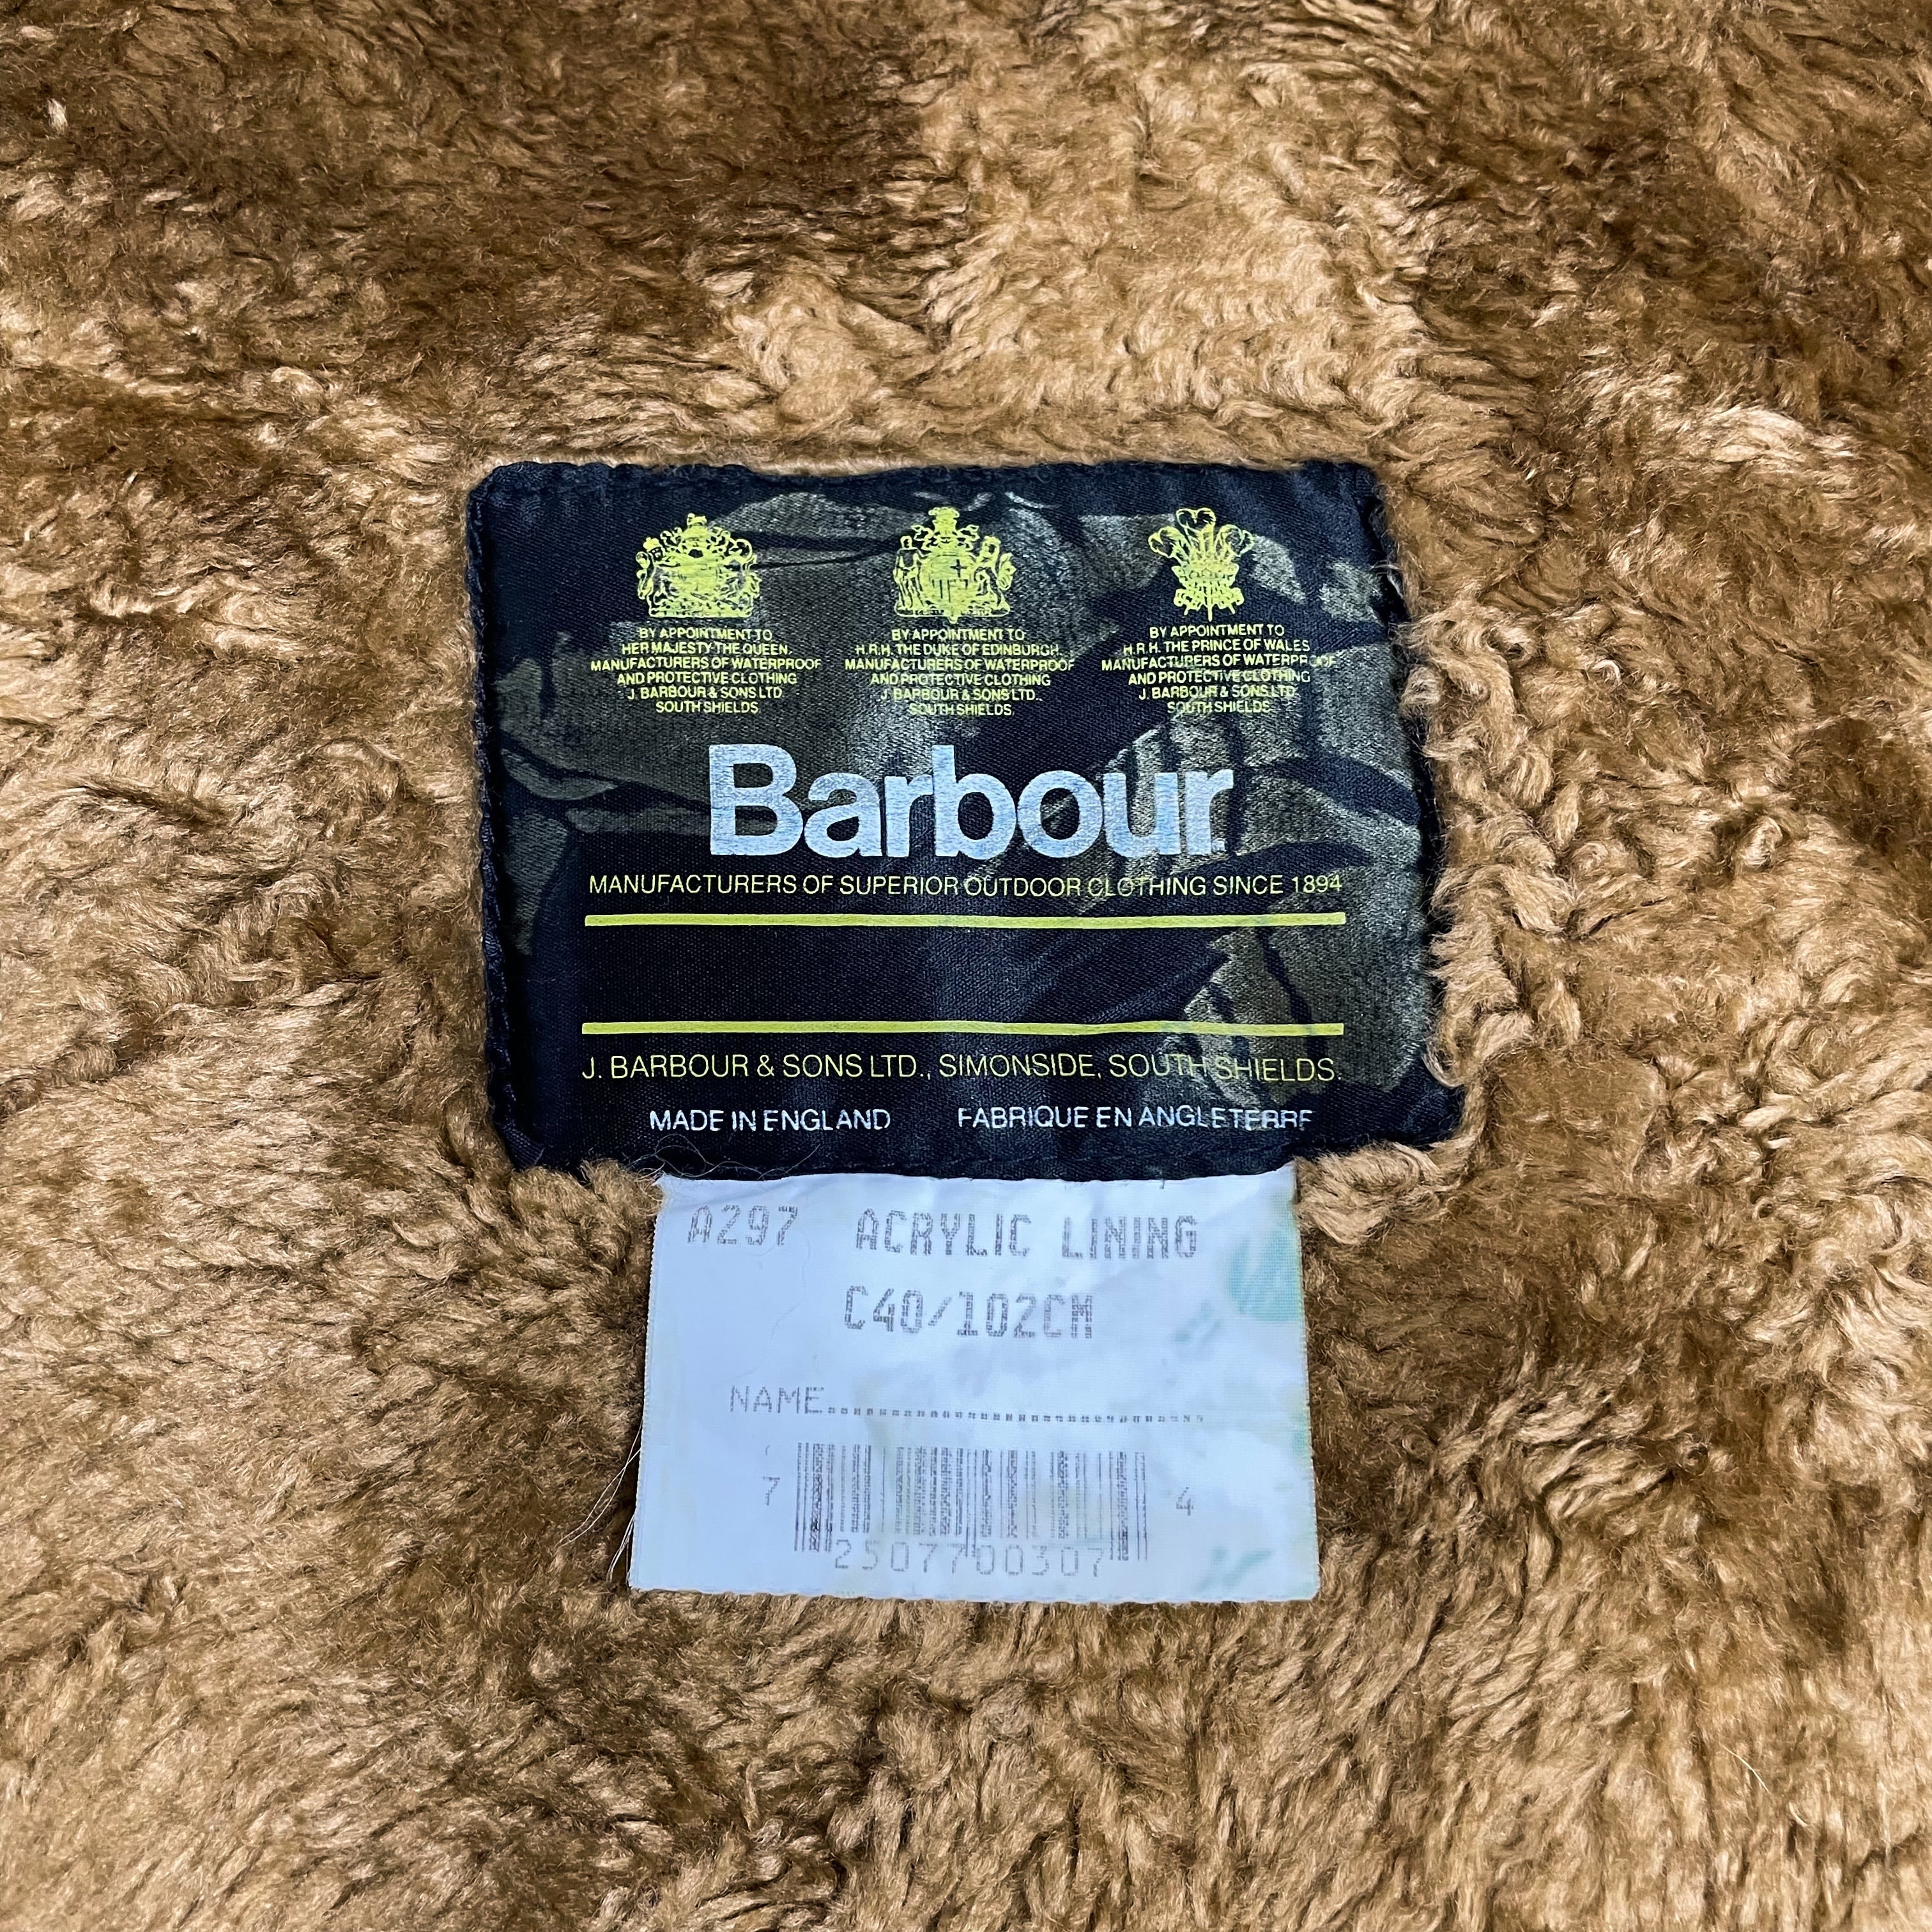 BY APPOINTMENT TO
HER MAJESTY THE QUEEN.
MANUFACTURERS OF WATERPROOF
AND PROTECTIVE CLOTHING
J. BARBOUR & SONS LTD.
SOUTH SHIELDS.
BY APPOINTMENT TO
H.R.H. THE DUKE OF EDINBURGH.
MANUFACTURERS OF WATERPROOF
AND PROTECTIVE CLOTHING
J. BARBOUR & SONS LTD.
SOUTH SHIELDS.
BY APPOINTMENT TO
H.R.H. THE PRINCE OF WALES
MANUFACTURERS OF WATERPROOF
AND PROTECTIVE CLOTHING
J. BARBOUR & SONS LTD.
SOUTH SHIELDS.
Barbour
MANUFACTURERS OF SUPERIOR OUTDOOR CLOTHING SINCE 1894
J. BARBOUR & SONS LTD., SIMONSIDE, SOUTH SHIELDS.
MADE IN ENGLAND FABRIQUE EN ANGLETERRE
A297 ACRYLIC LINING
C40/102CM
NAME................................
7 2507700307 4